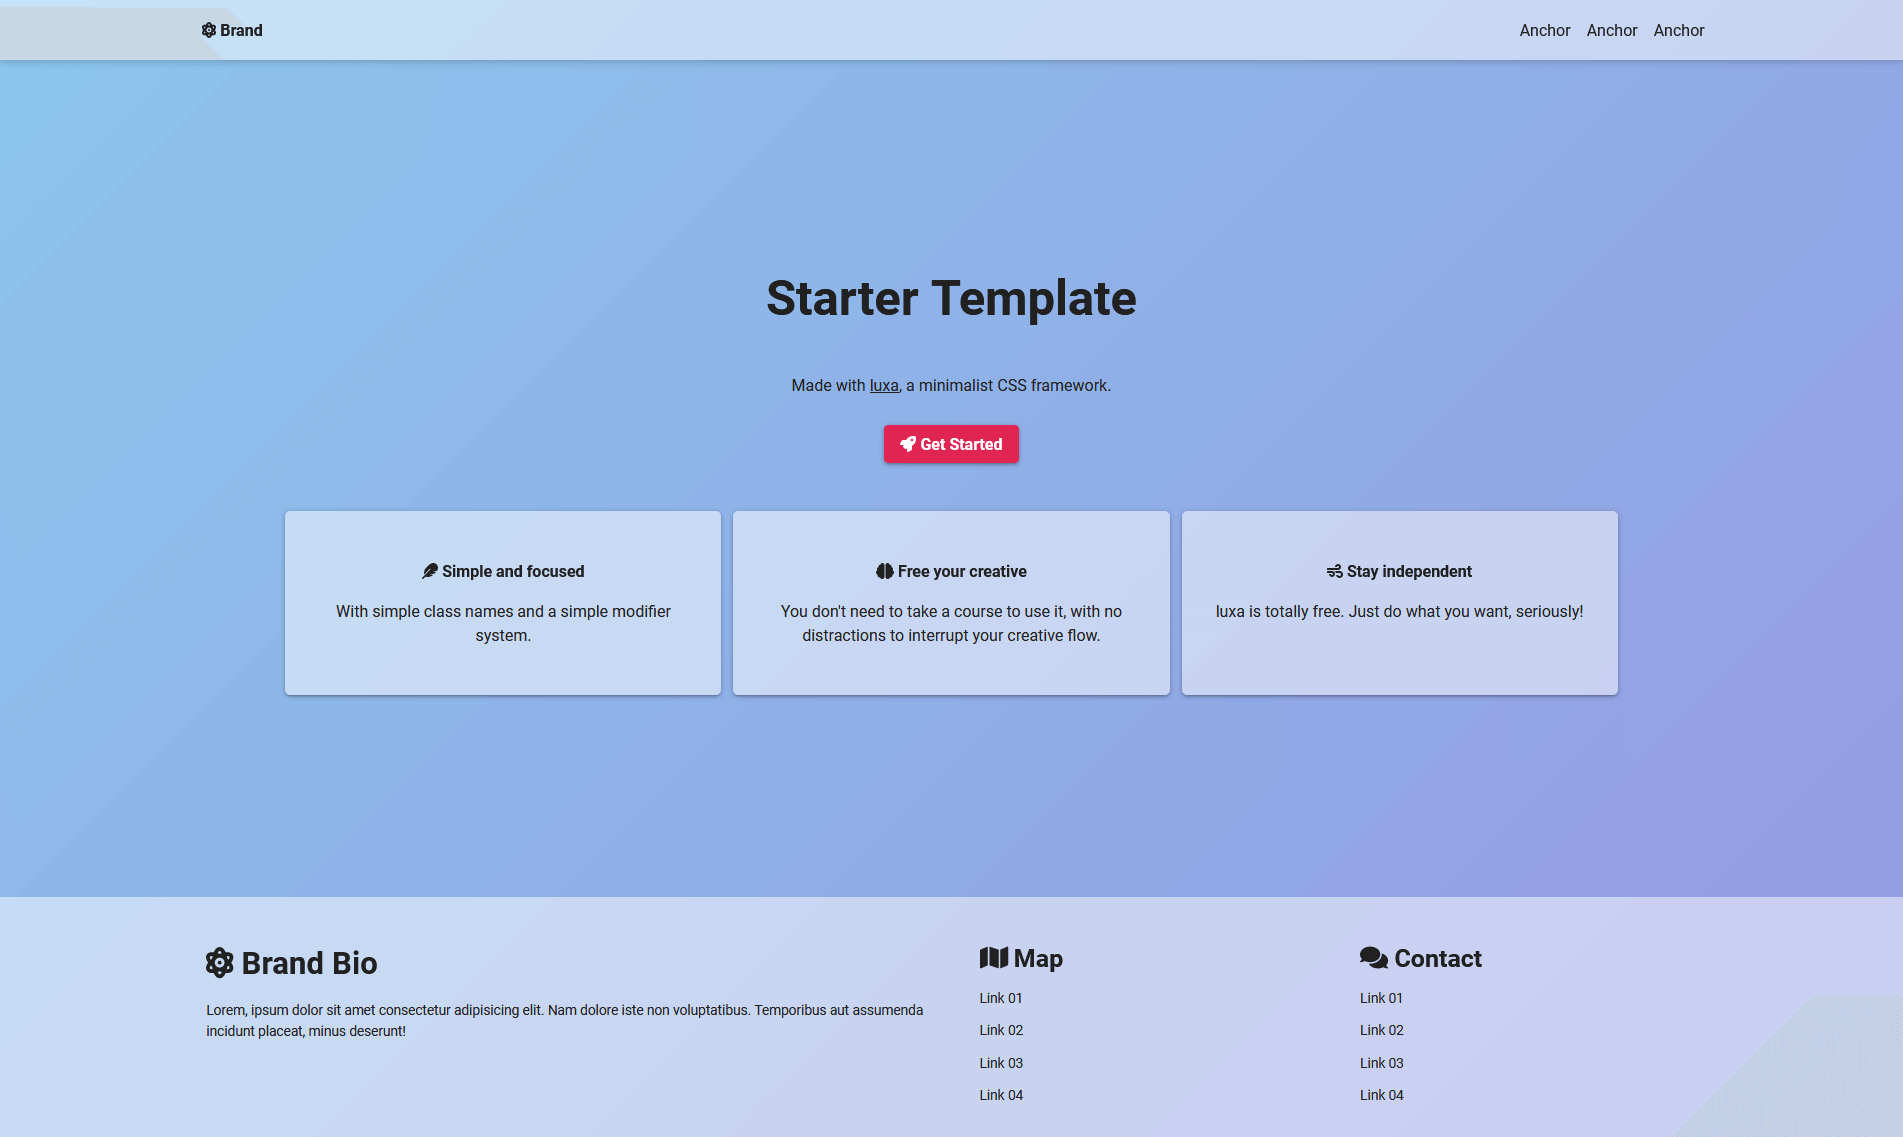 Brand
Anchor Anchor Anchor
Starter Template
Made with luxa, a minimalist CSS framework.
Get Started
Simple and focused
With simple class names and a simple modifier
system.
Free your creative
You don't need to take a course to use it, with no
distractions to interrupt your creative flow.
Stay independent
luxa is totally free. Just do what you want, seriously!
Brand Bio
Lorem, ipsum dolor sit amet consectetur adipisicing elit. Nam dolore iste non voluptatibus. Temporibus aut assumenda
incidunt placeat, minus deserunt!
Map
Link 01
Link 02
Link 03
Link 04
Contact
Link 01
Link 02
Link 03
Link 04